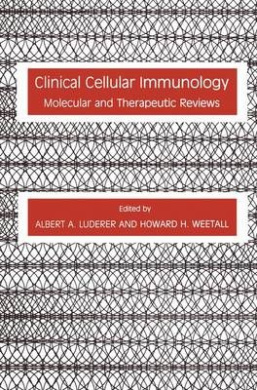 Clinical Cellular Immunology
Molecular and Therapeutic Reviews
Edited by
ALBERT A. LUDERER AND HOWARD H. WEETALL